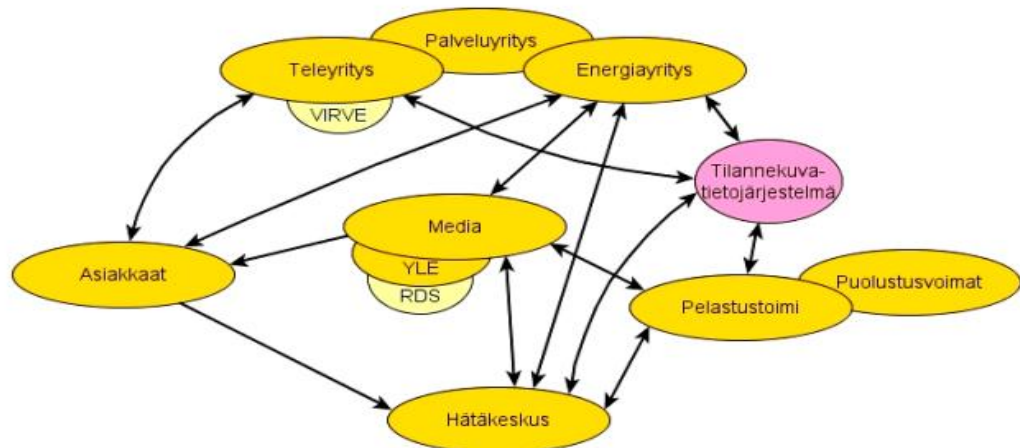 Palveluyritys
Teleyritys
Energiayritys
VIRVE
Tilannekuva-
tietojärjestelmä
Media
Asiakkaat
YLE
RDS
Puolustusvoimat
Pelastustoimi
Hätäkeskus